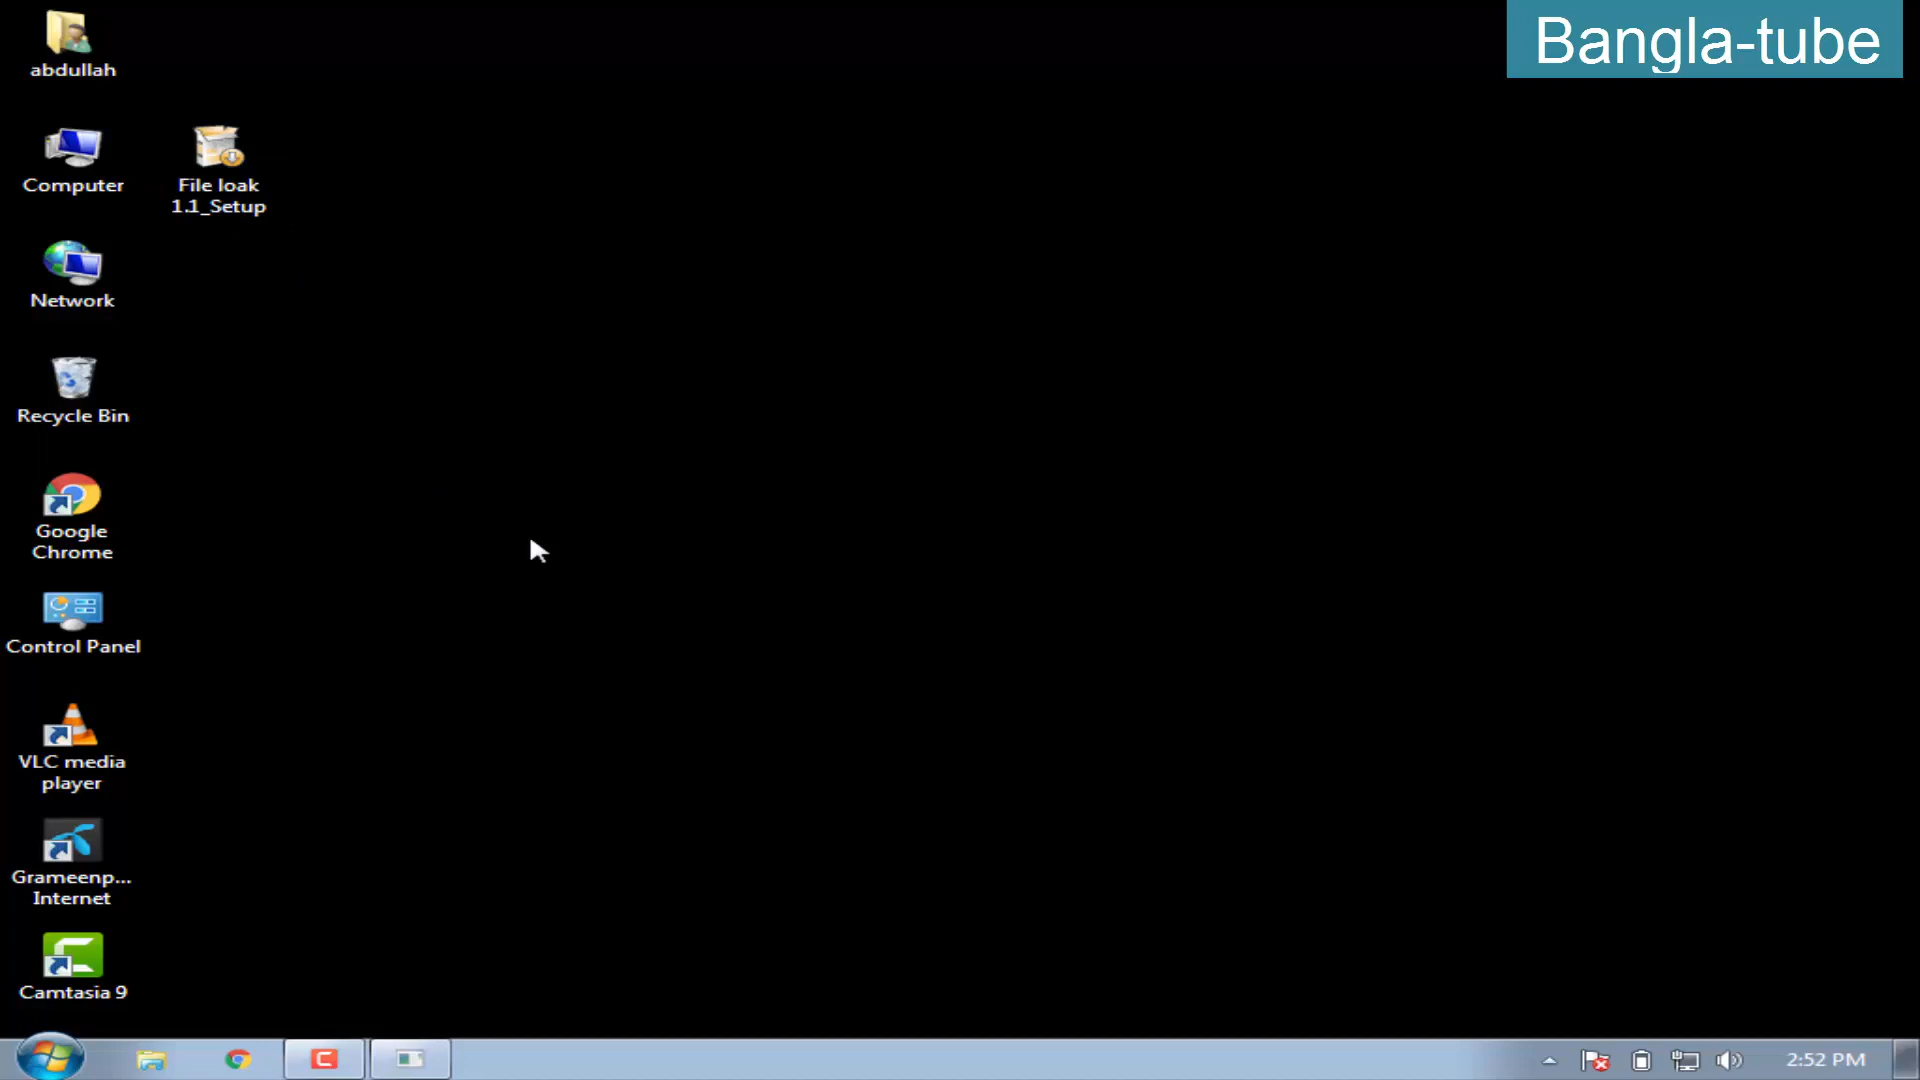 Bangla-tube
abdullah
Computer
File loak
1.1_Setup
Network
Recycle Bin
Google
Chrome
Control Panel
VLC media
player
Grameenp...
Internet
Camtasia 9
2:52 PM